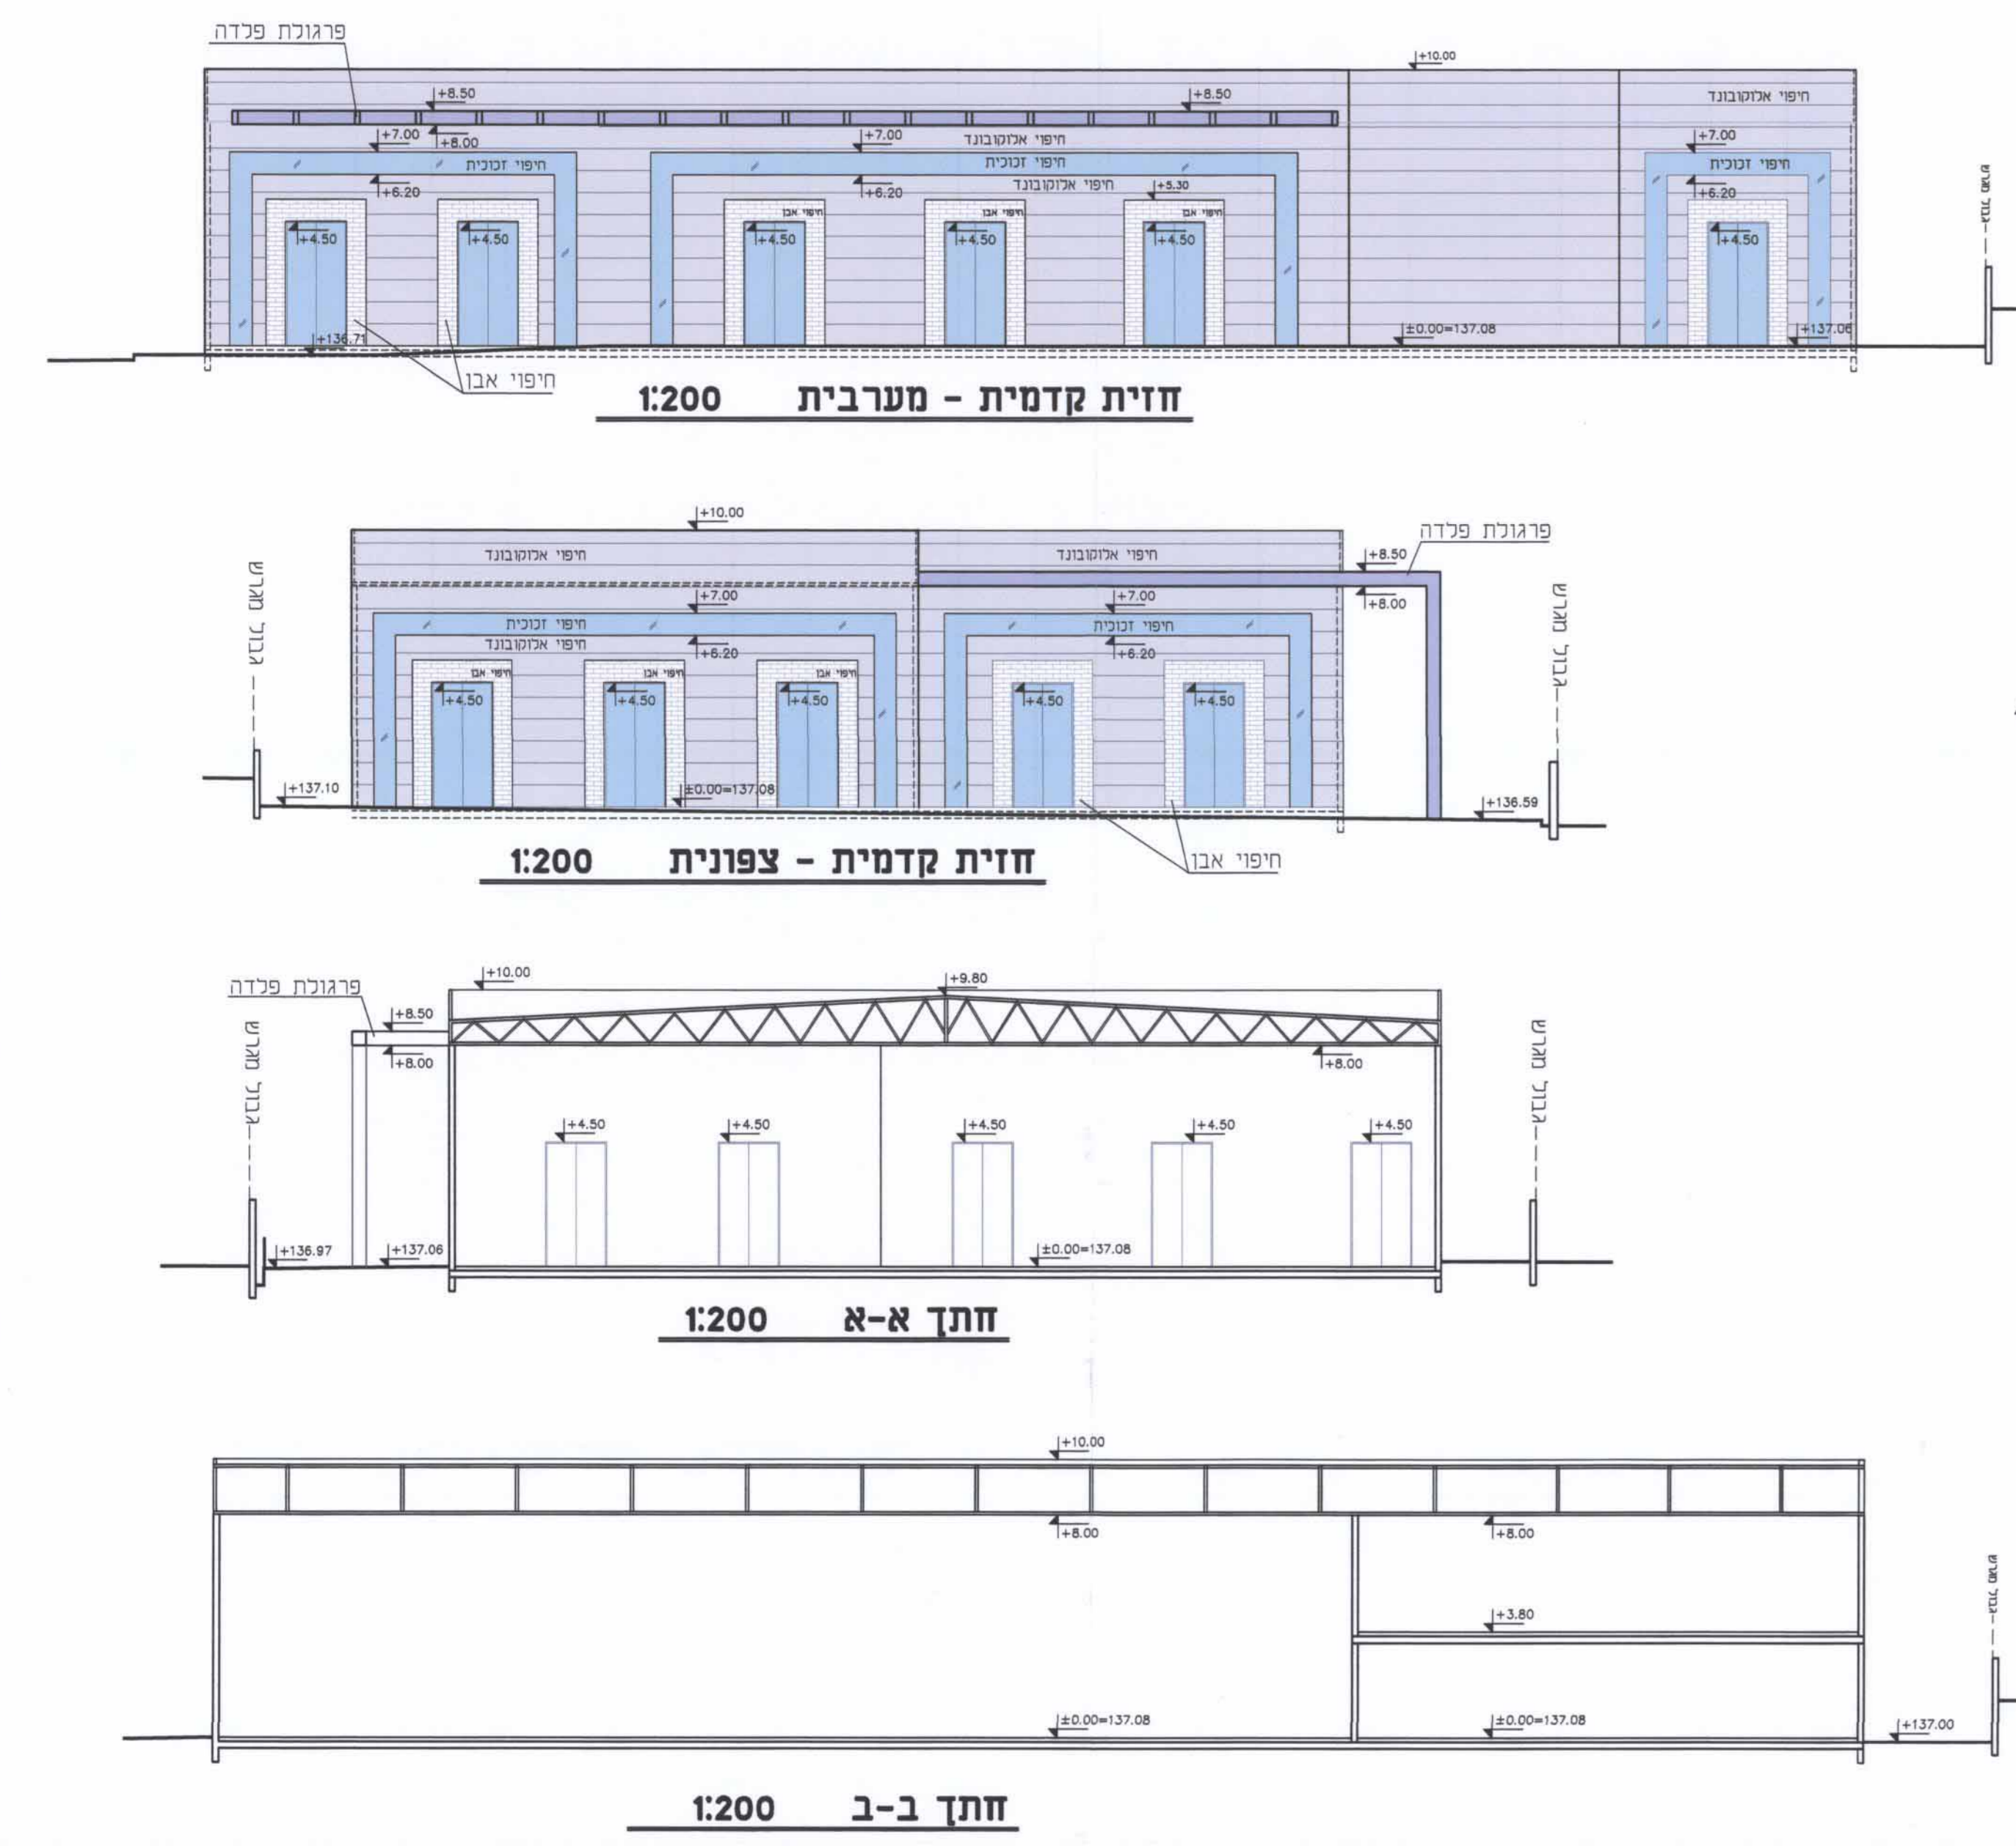 פרגולת פלדה
+10.00
חיפוי אלוקובונד
+8.50
+8.50
+8.00
+7.00
+7.00
+7.00
חיפוי אלוקובונד
חיפוי זכוכית
חיפוי זכוכית
חיפוי זכוכית
+6.20
+6.20
+6.20
חיפוי אלוקובונד
+5.30
חיפוי אבן
חיפוי אבן
חיפוי אבן
+4.50
+4.50
+4.50
+4.50
+4.50
+4.50
גבול מגרש
+136.71
±0.00=137.08
+137.06
חיפוי אבן
חזית קדמית - מערבית 1:200
+10.00
פרגולת פלדה
חיפוי אלוקובונד
חיפוי אלוקובונד
+8.50
+8.00
גבול מגרש
גבול מגרש
+7.00
+7.00
חיפוי זכוכית
חיפוי זכוכית
חיפוי אלוקובונד
+6.20
+6.20
חיפוי אבן
חיפוי אבן
חיפוי אבן
+4.50
+4.50
+4.50
+4.50
+4.50
+137.10
±0.00=137.08
+136.59
חיפוי אבן
חזית קדמית - צפונית 1:200
פרגולת פלדה
+10.00
+9.80
+8.50
+8.00
+8.00
גבול מגרש
גבול מגרש
+4.50
+4.50
+4.50
+4.50
+4.50
+136.97
+137.06
±0.00=137.08
חתך א-א 1:200
+10.00
+8.00
+8.00
גבול מגרש
+3.80
±0.00=137.08
±0.00=137.08
+137.00
חתך ב-ב 1:200